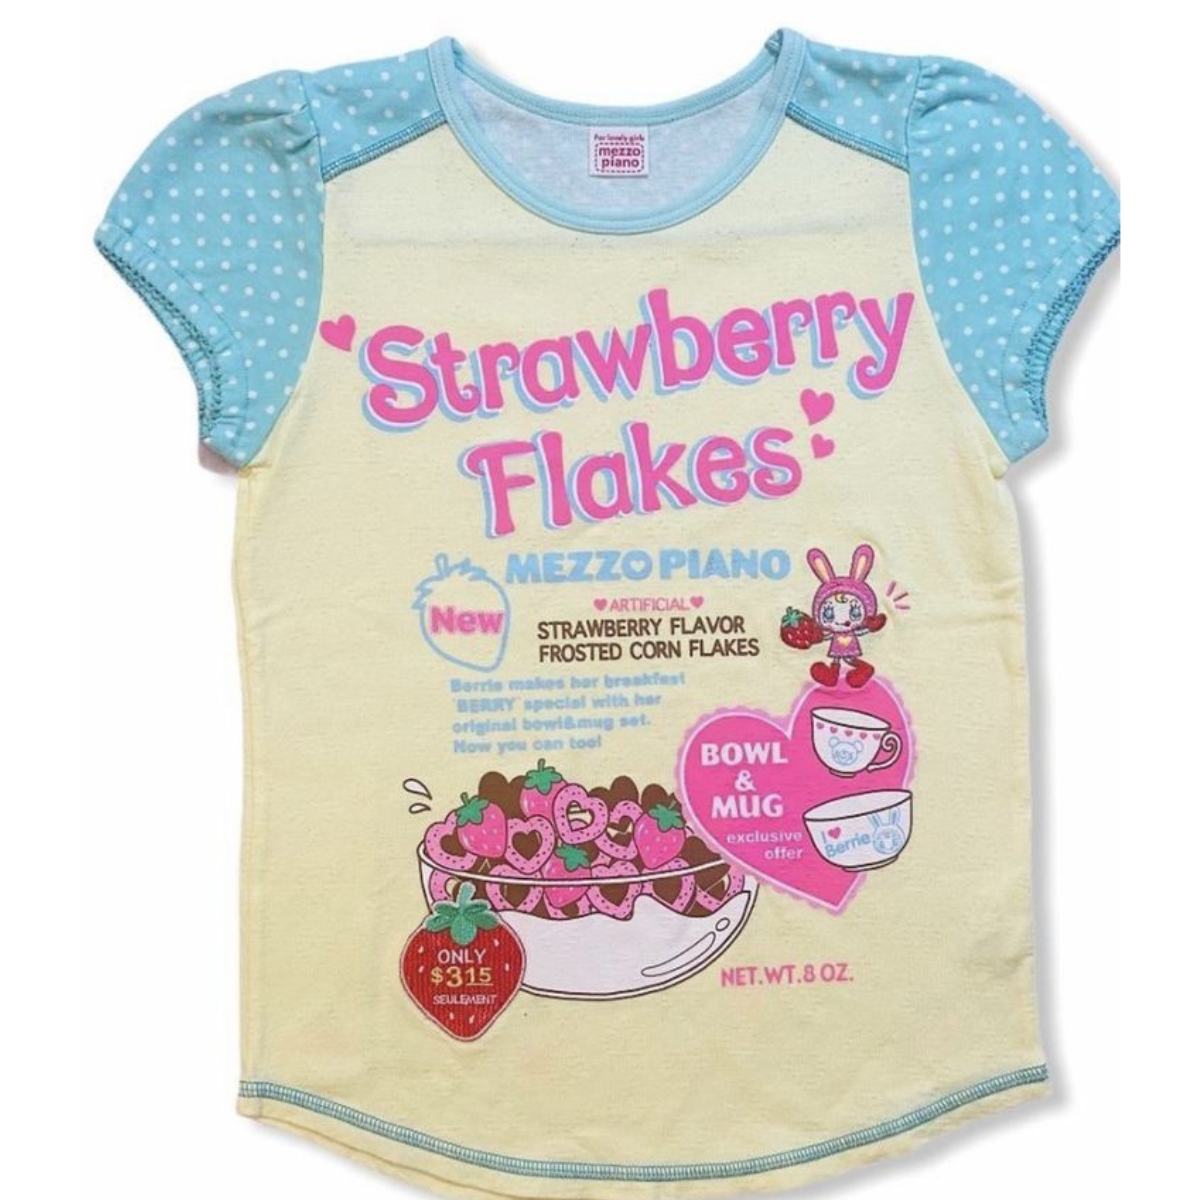 For lovely girls
mezzo
piano
Strawberry
Flakes
MEZZO PIANO
New
ARTIFICIAL
STRAWBERRY FLAVOR
FROSTED CORN FLAKES
Berrie makes her breakfast
"BERRY" special with her
original bowl&mug set.
Now you can too!
BOWL
&
MUG
exclusive
offer
I
Berrie
ONLY
$315
SEULEMENT
NET.WT.8 OZ.